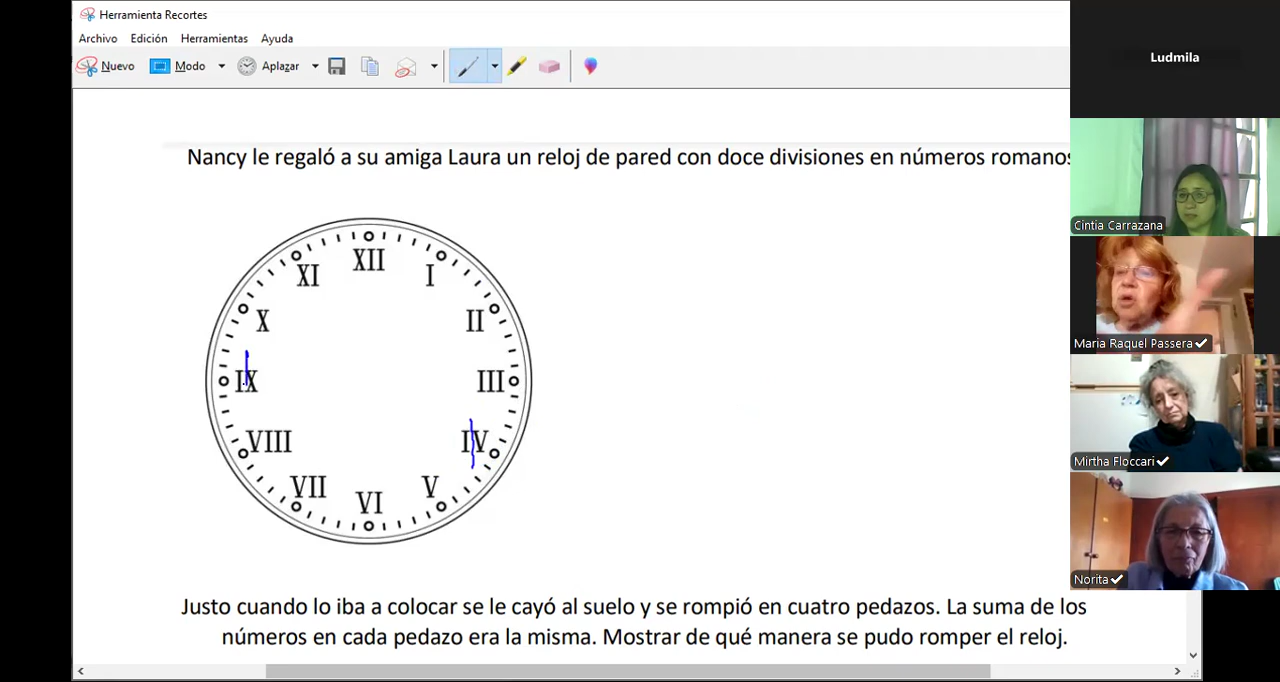 Herramienta Recortes
Archivo Edición Herramientas Ayuda
Nuevo Modo Aplazar
Ludmila
Nancy le regaló a su amiga Laura un reloj de pared con doce divisiones en números romanos
Cintia Carrazana
XII
XI I
X II
Maria Raquel Passera
IX III
VIII IV
Mirtha Floccari
VII V
VI
Norita
Justo cuando lo iba a colocar se le cayó al suelo y se rompió en cuatro pedazos. La suma de los
números en cada pedazo era la misma. Mostrar de qué manera se pudo romper el reloj.